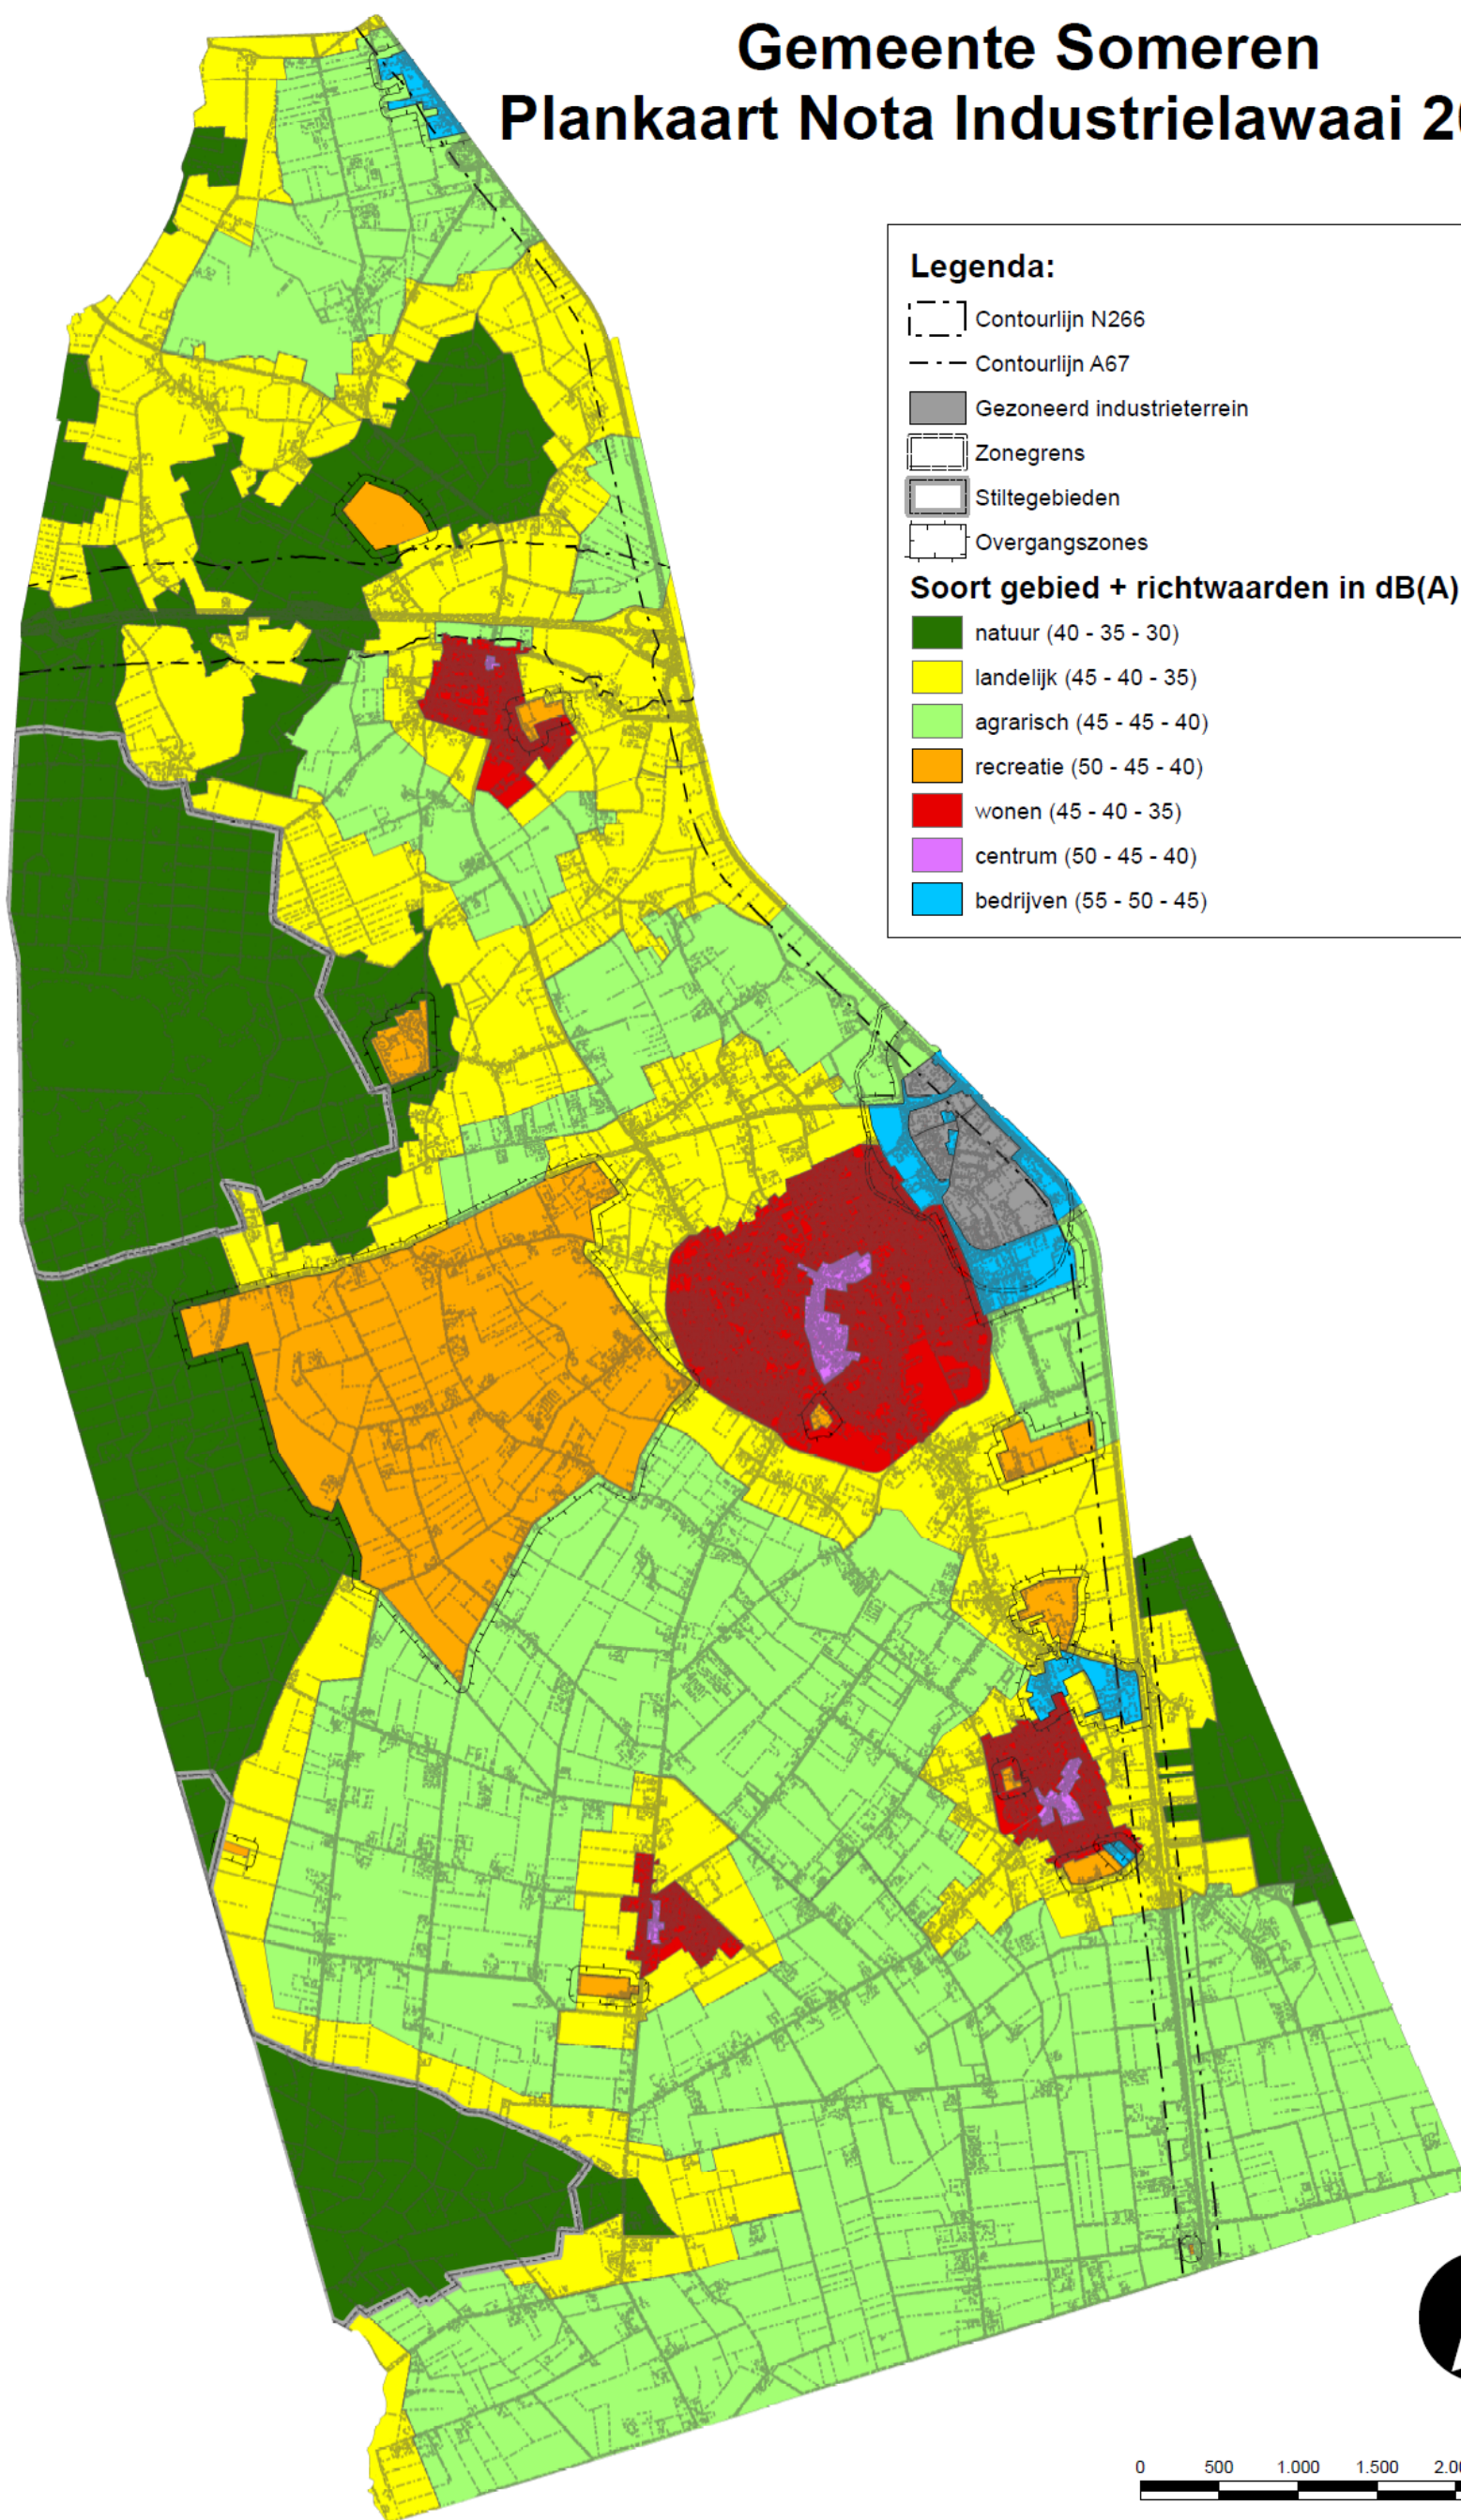 Gemeente Someren
Plankaart Nota Industrielawaai
Legenda:
Contourlijn N266
Contourlijn A67
Gezoneerd industrieterrein
Zonegrens
Stiltegebieden
Overgangszones
Soort gebied + richtwaarden in dB(A)
natuur (40 - 35 - 30)
landelijk (45 - 40 - 35)
agrarisch (45 - 45 - 40)
recreatie (50 - 45 - 40)
wonen (45 - 40 - 35)
centrum (50 - 45 - 40)
bedrijven (55 - 50 - 45)
0 500 1.000 1.500